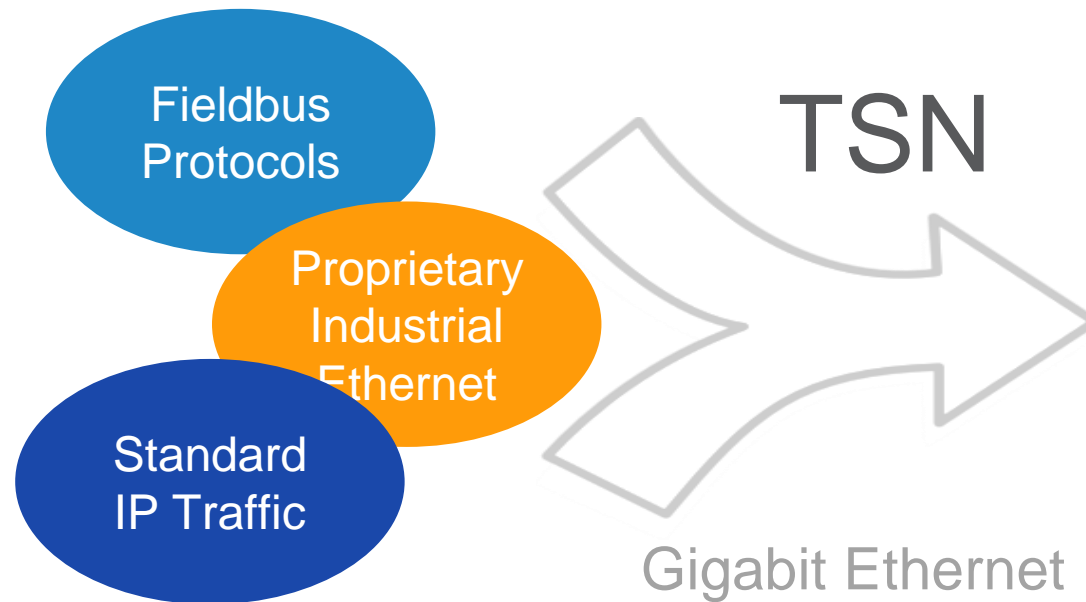 Fieldbus
Protocols
TSN
Proprietary
Industrial
Ethernet
Standard
IP Traffic
Gigabit Ethernet